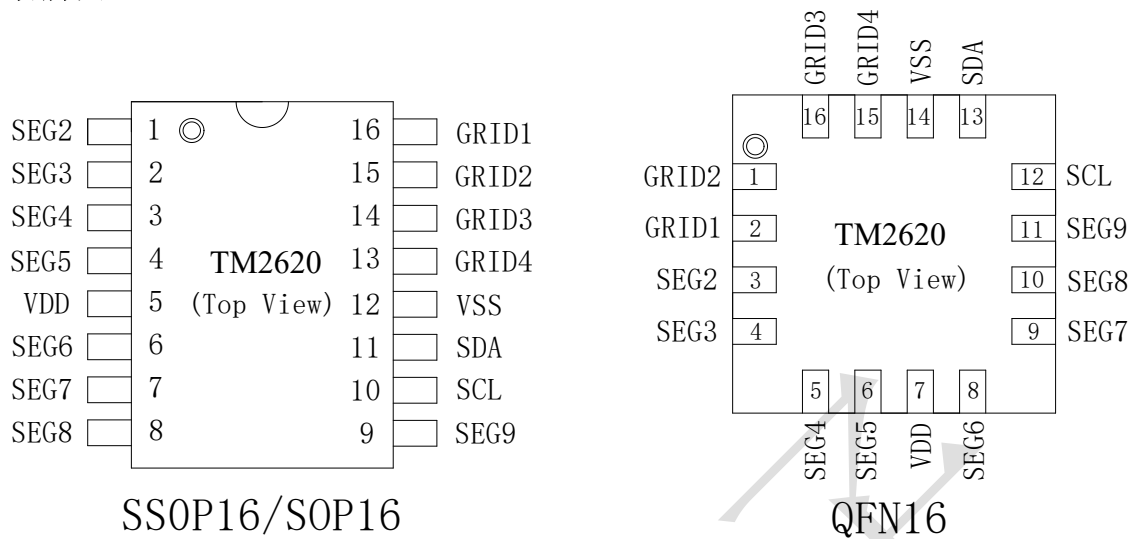 SEG2 1 16 GRID1
SEG3 2 15 GRID2
SEG4 3 14 GRID3
SEG5 4 TM2620 13 GRID4
VDD 5 (Top View) 12 VSS
SEG6 6 11 SDA
SEG7 7 10 SCL
SEG8 8 9 SEG9
SSOP16/SOP16
GRID3 GRID4 VSS SDA
16 15 14 13
GRID2 1 12 SCL
GRID1 2 TM2620 11 SEG9
SEG2 3 (Top View) 10 SEG8
SEG3 4 9 SEG7
5 6 7 8
SEG4 SEG5 VDD SEG6
QFN16